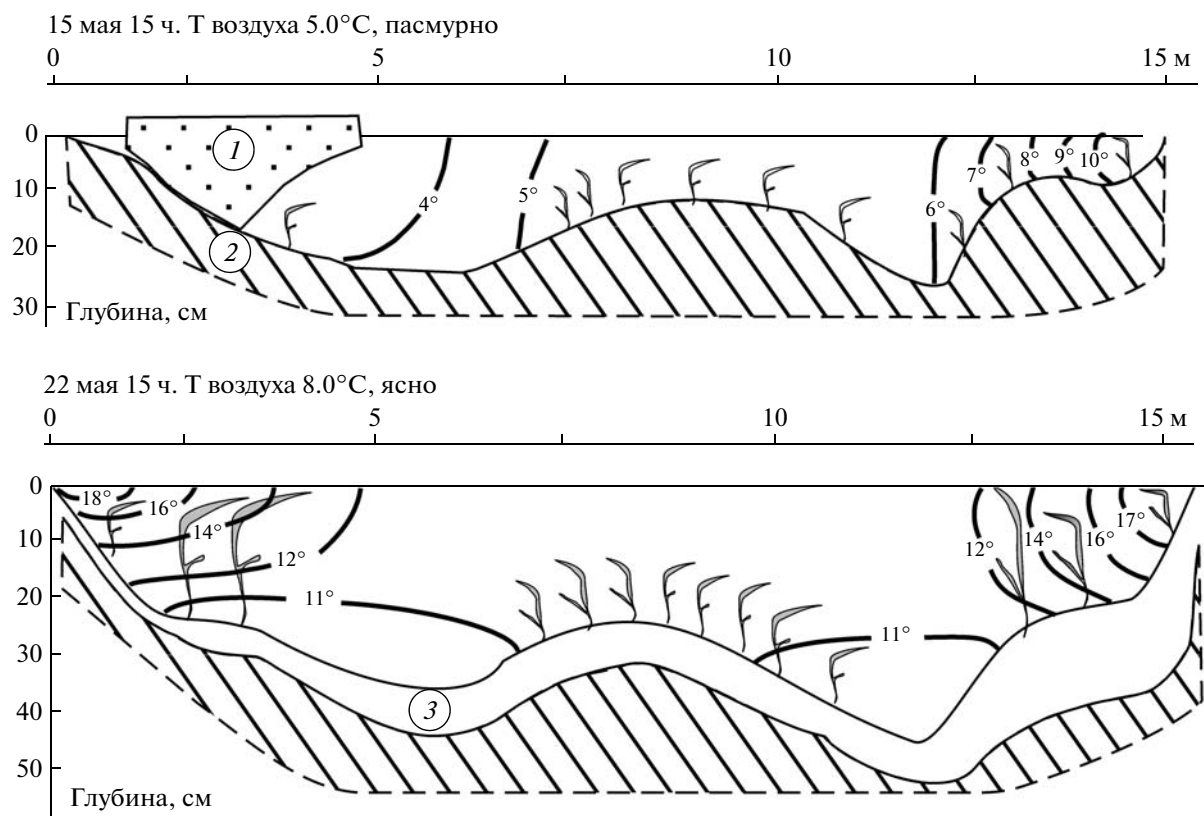 15 мая 15 ч. Т воздуха 5.0°С, пасмурно
0 5 10 15 м
0
10
20
30
1
2
4° 5° 6° 7° 8° 9° 10°
Глубина, см
22 мая 15 ч. Т воздуха 8.0°С, ясно
0 5 10 15 м
0
10
20
30
40
50
18° 16° 14° 12° 11°
12° 14° 16° 17°
11°
3
Глубина, см